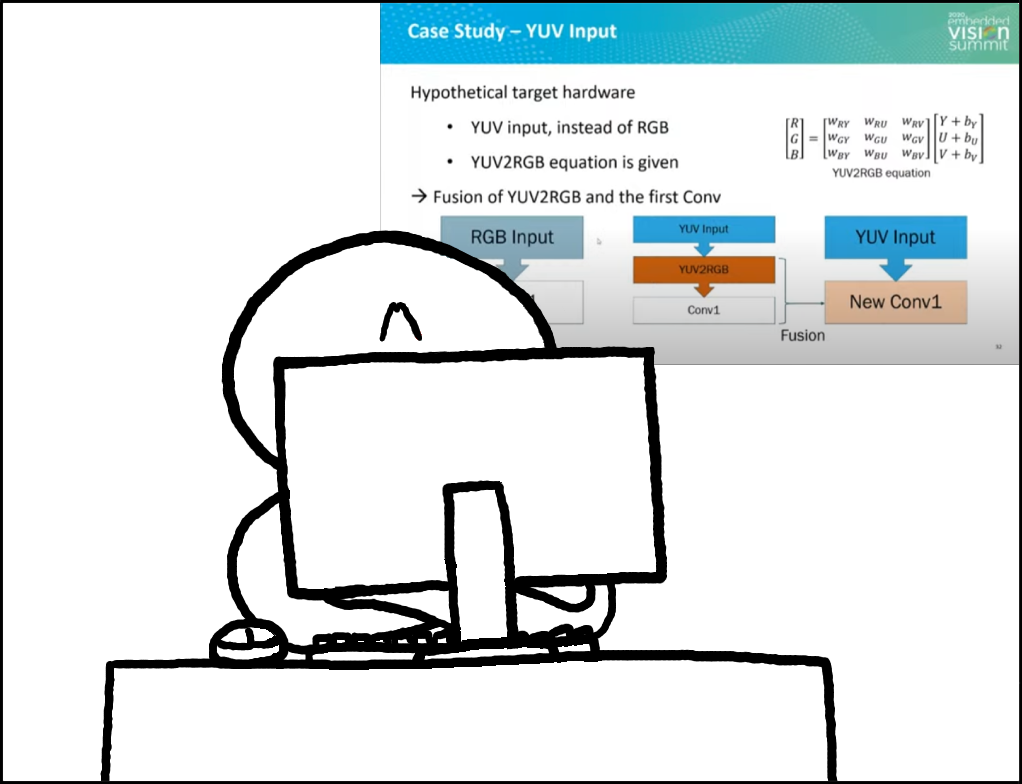 Case Study – YUV Input
2020
embedded
VISION
summit
Hypothetical target hardware
• YUV input, instead of RGB
• YUV2RGB equation is given
→ Fusion of YUV2RGB and the first Conv
[R G B] = [w_RY w_RU w_RV; w_GY w_GU w_GV; w_BY w_BU w_BV] [Y + b_Y; U + b_U; V + b_V]
YUV2RGB equation
RGB Input
1
YUV Input
YUV2RGB
Conv1
YUV Input
New Conv1
Fusion
32